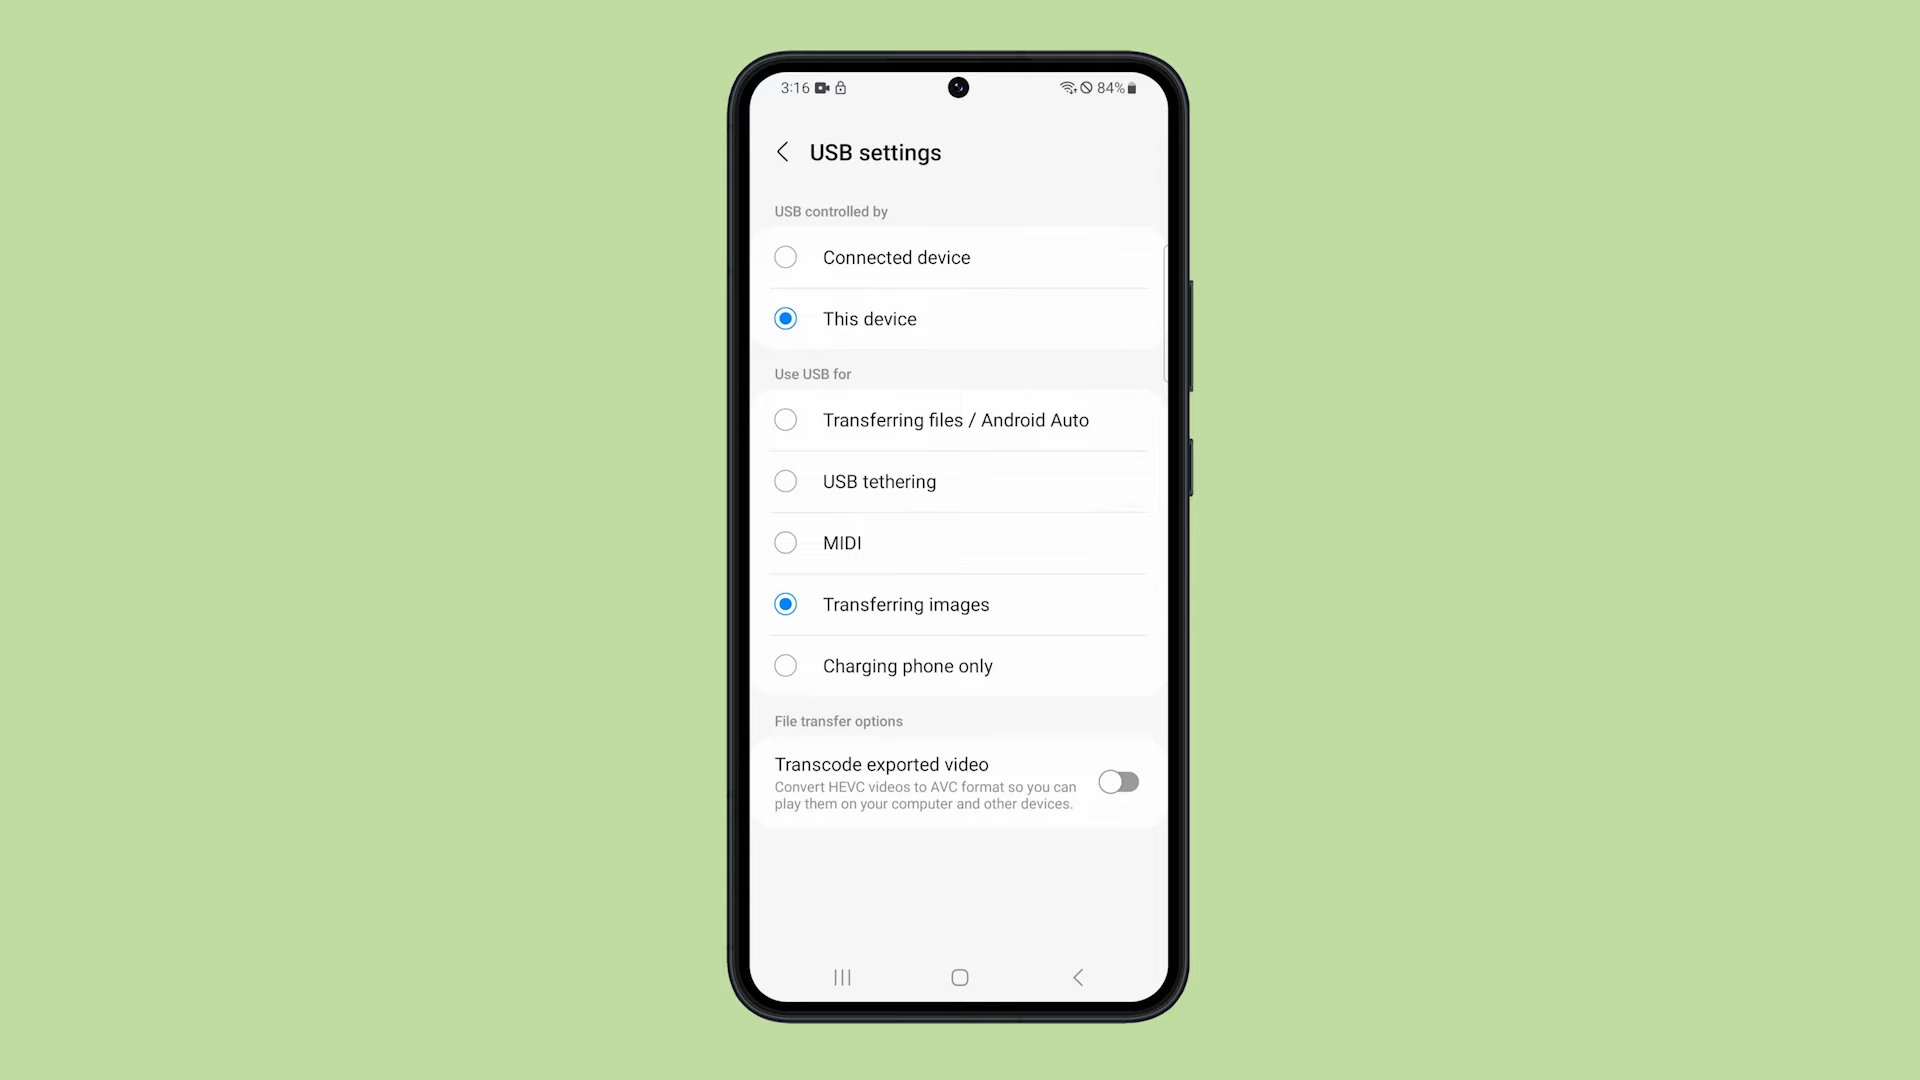 3:16
84%
USB settings
USB controlled by
Connected device
This device
Use USB for
Transferring files / Android Auto
USB tethering
MIDI
Transferring images
Charging phone only
File transfer options
Transcode exported video
Convert HEVC videos to AVC format so you can
play them on your computer and other devices.